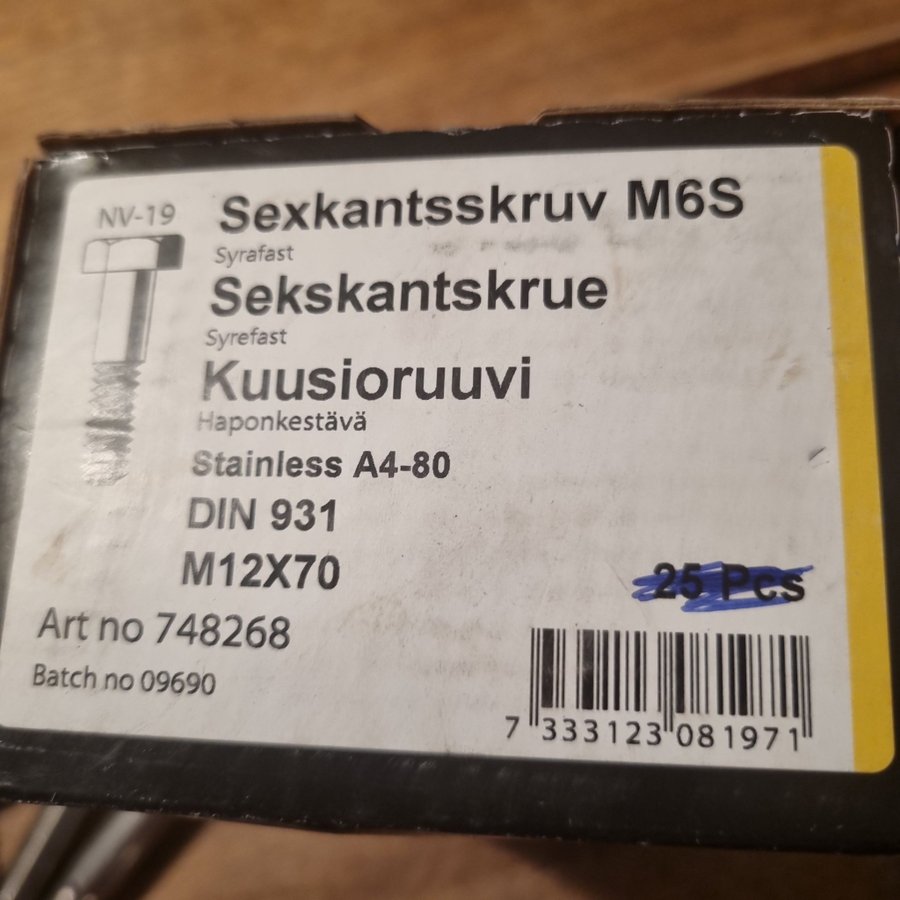 NV-19
Sexkantsskruv M6S
Syrafast
Sekskantskrue
Syrefast
Kuusioruuvi
Haponkestävä
Stainless A4-80
DIN 931
M12X70
25 Pcs
Art no 748268
Batch no 09690
7 333123 081971